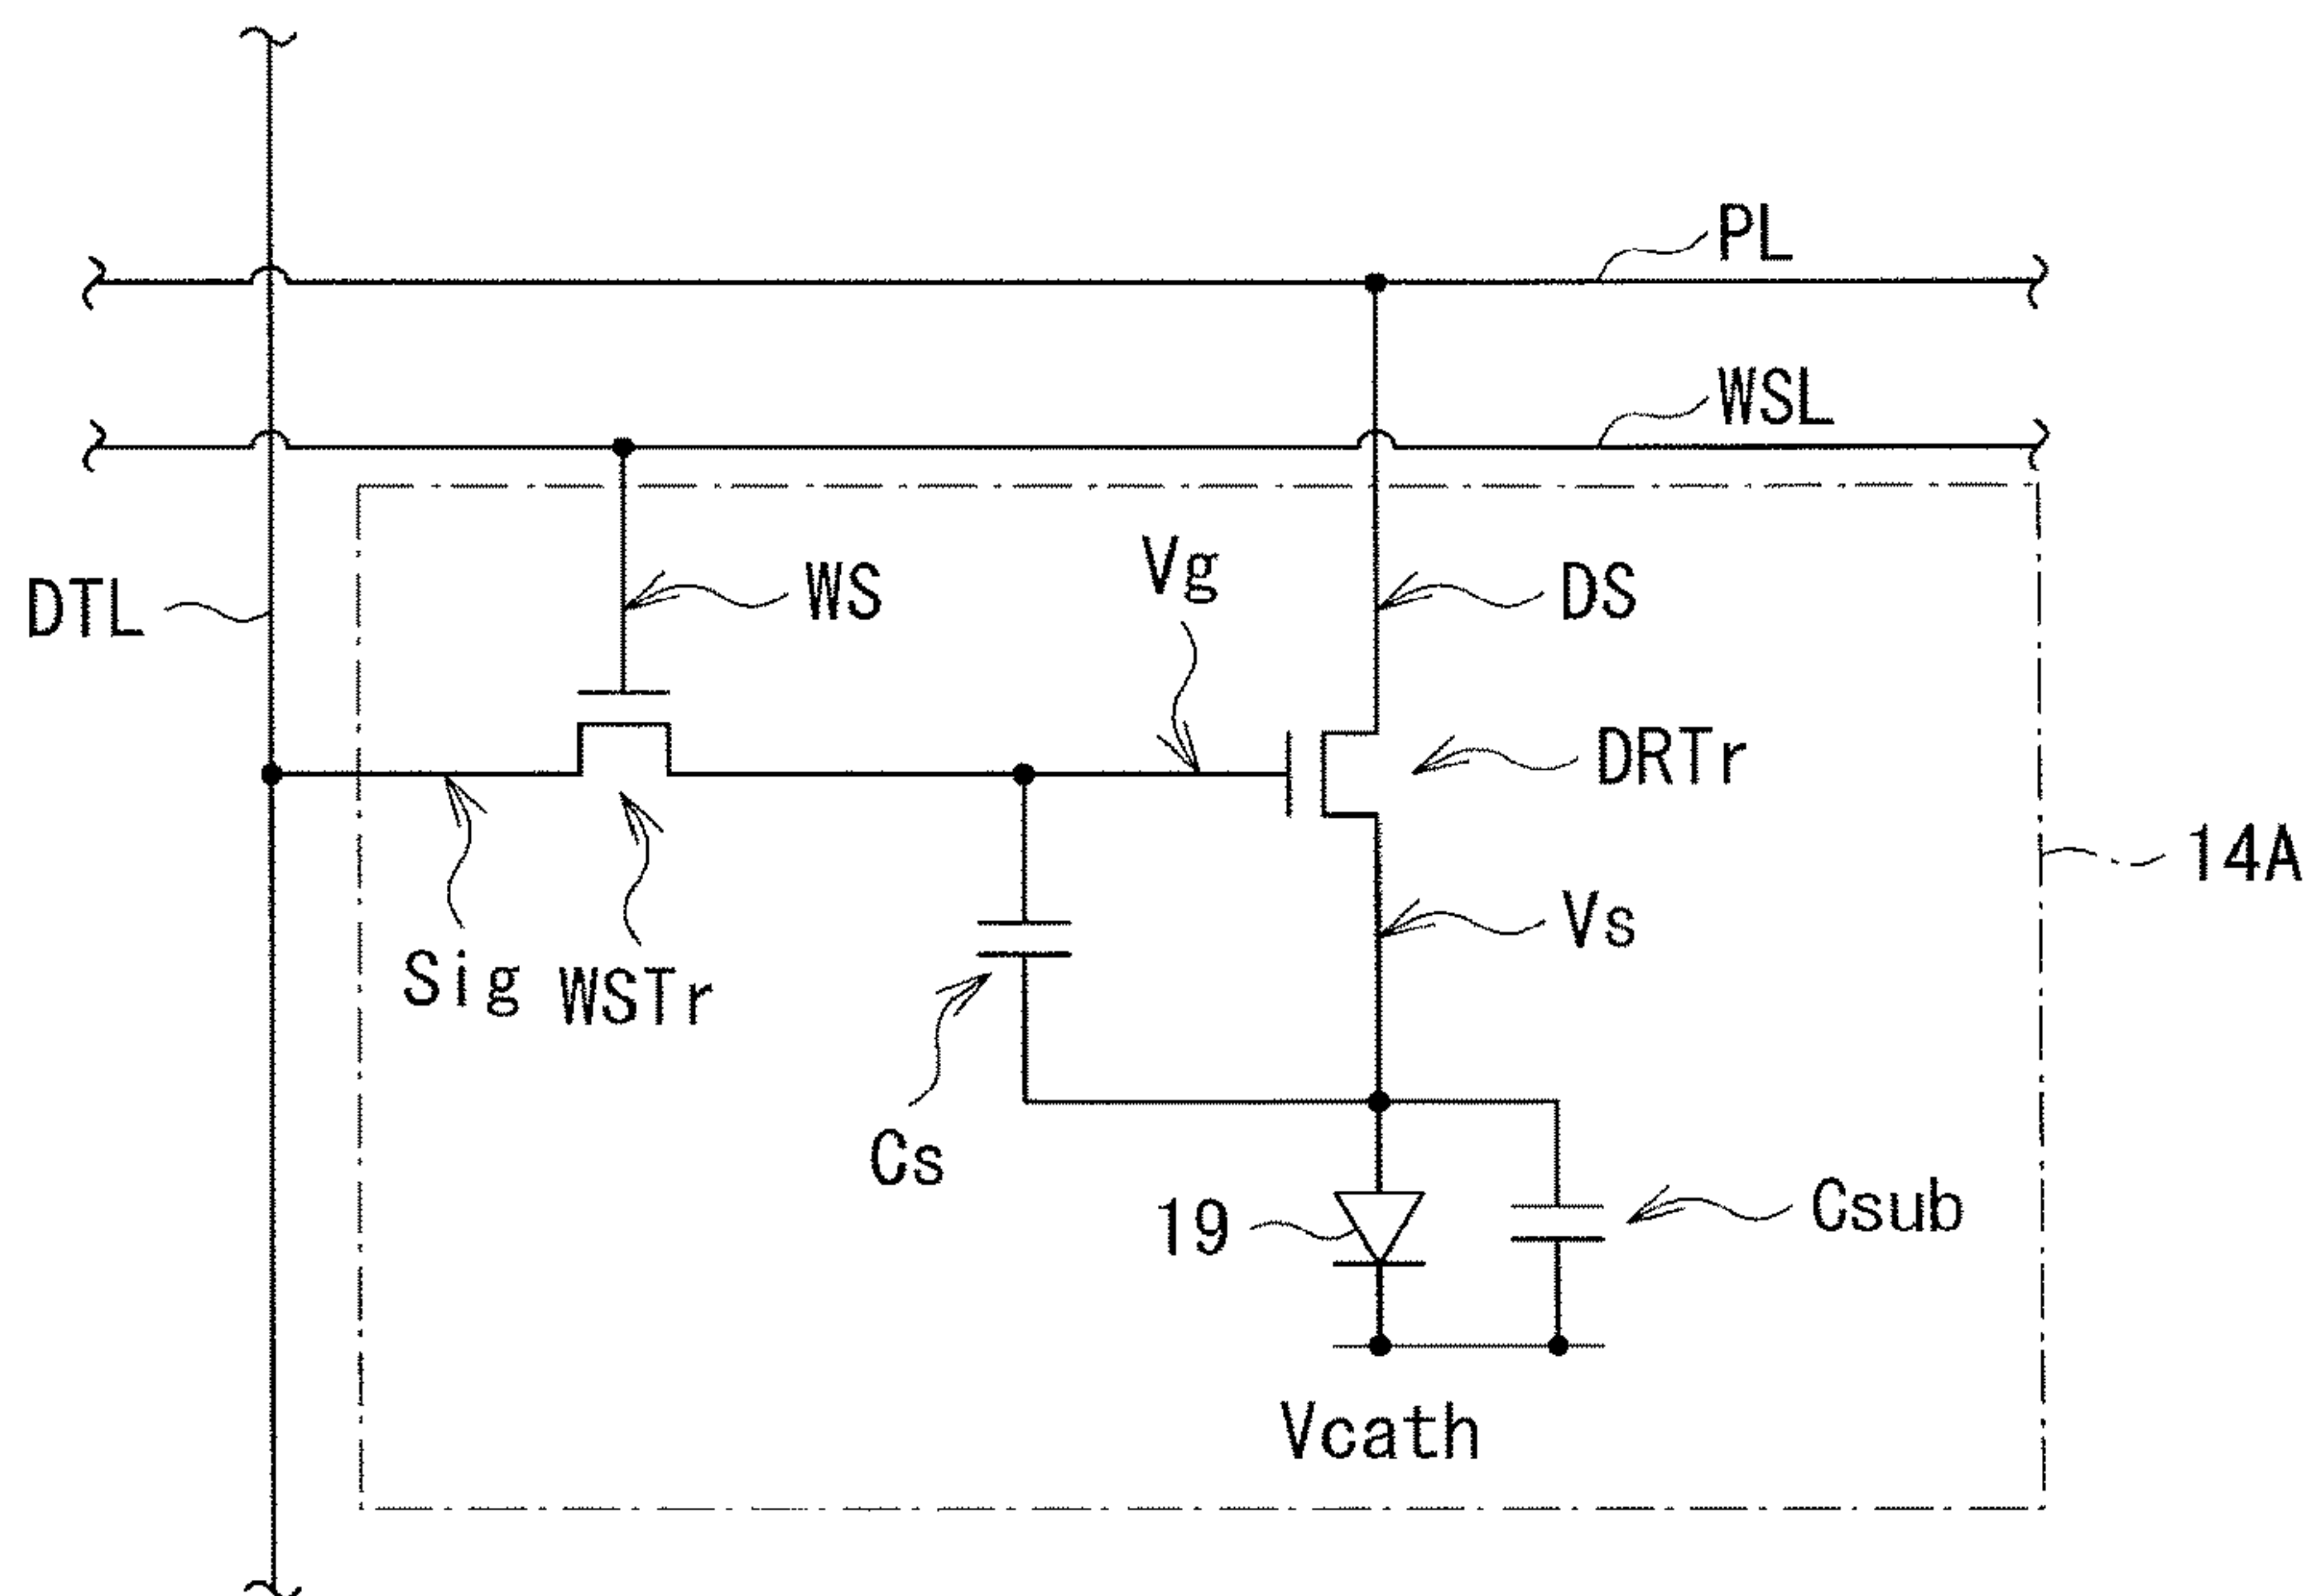 PL
WSL
DTL
WS
Vg
DS
DRTr
14A
Sig
WSTr
Vs
Cs
19
Csub
Vcath